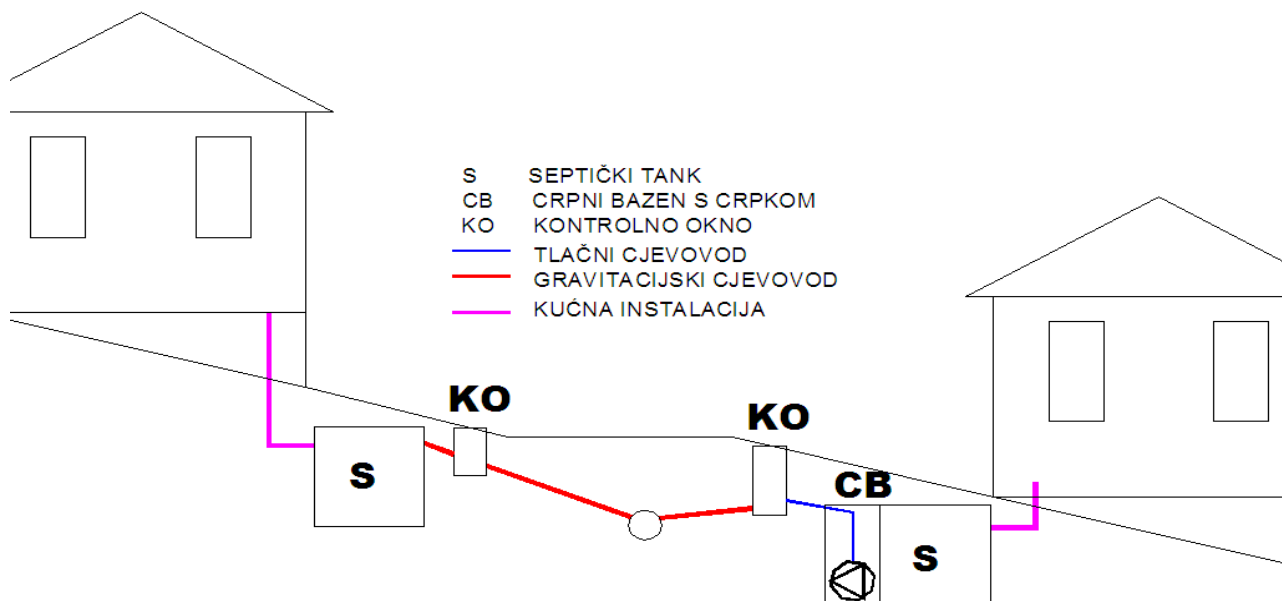 S SEPTIČKI TANK
CB CRPNI BAZEN S CRPKOM
KO KONTROLNO OKNO
TLAČNI CJEVOVOD
GRAVITACIJSKI CJEVOVOD
KUĆNA INSTALACIJA
KO
KO
S
CB
S